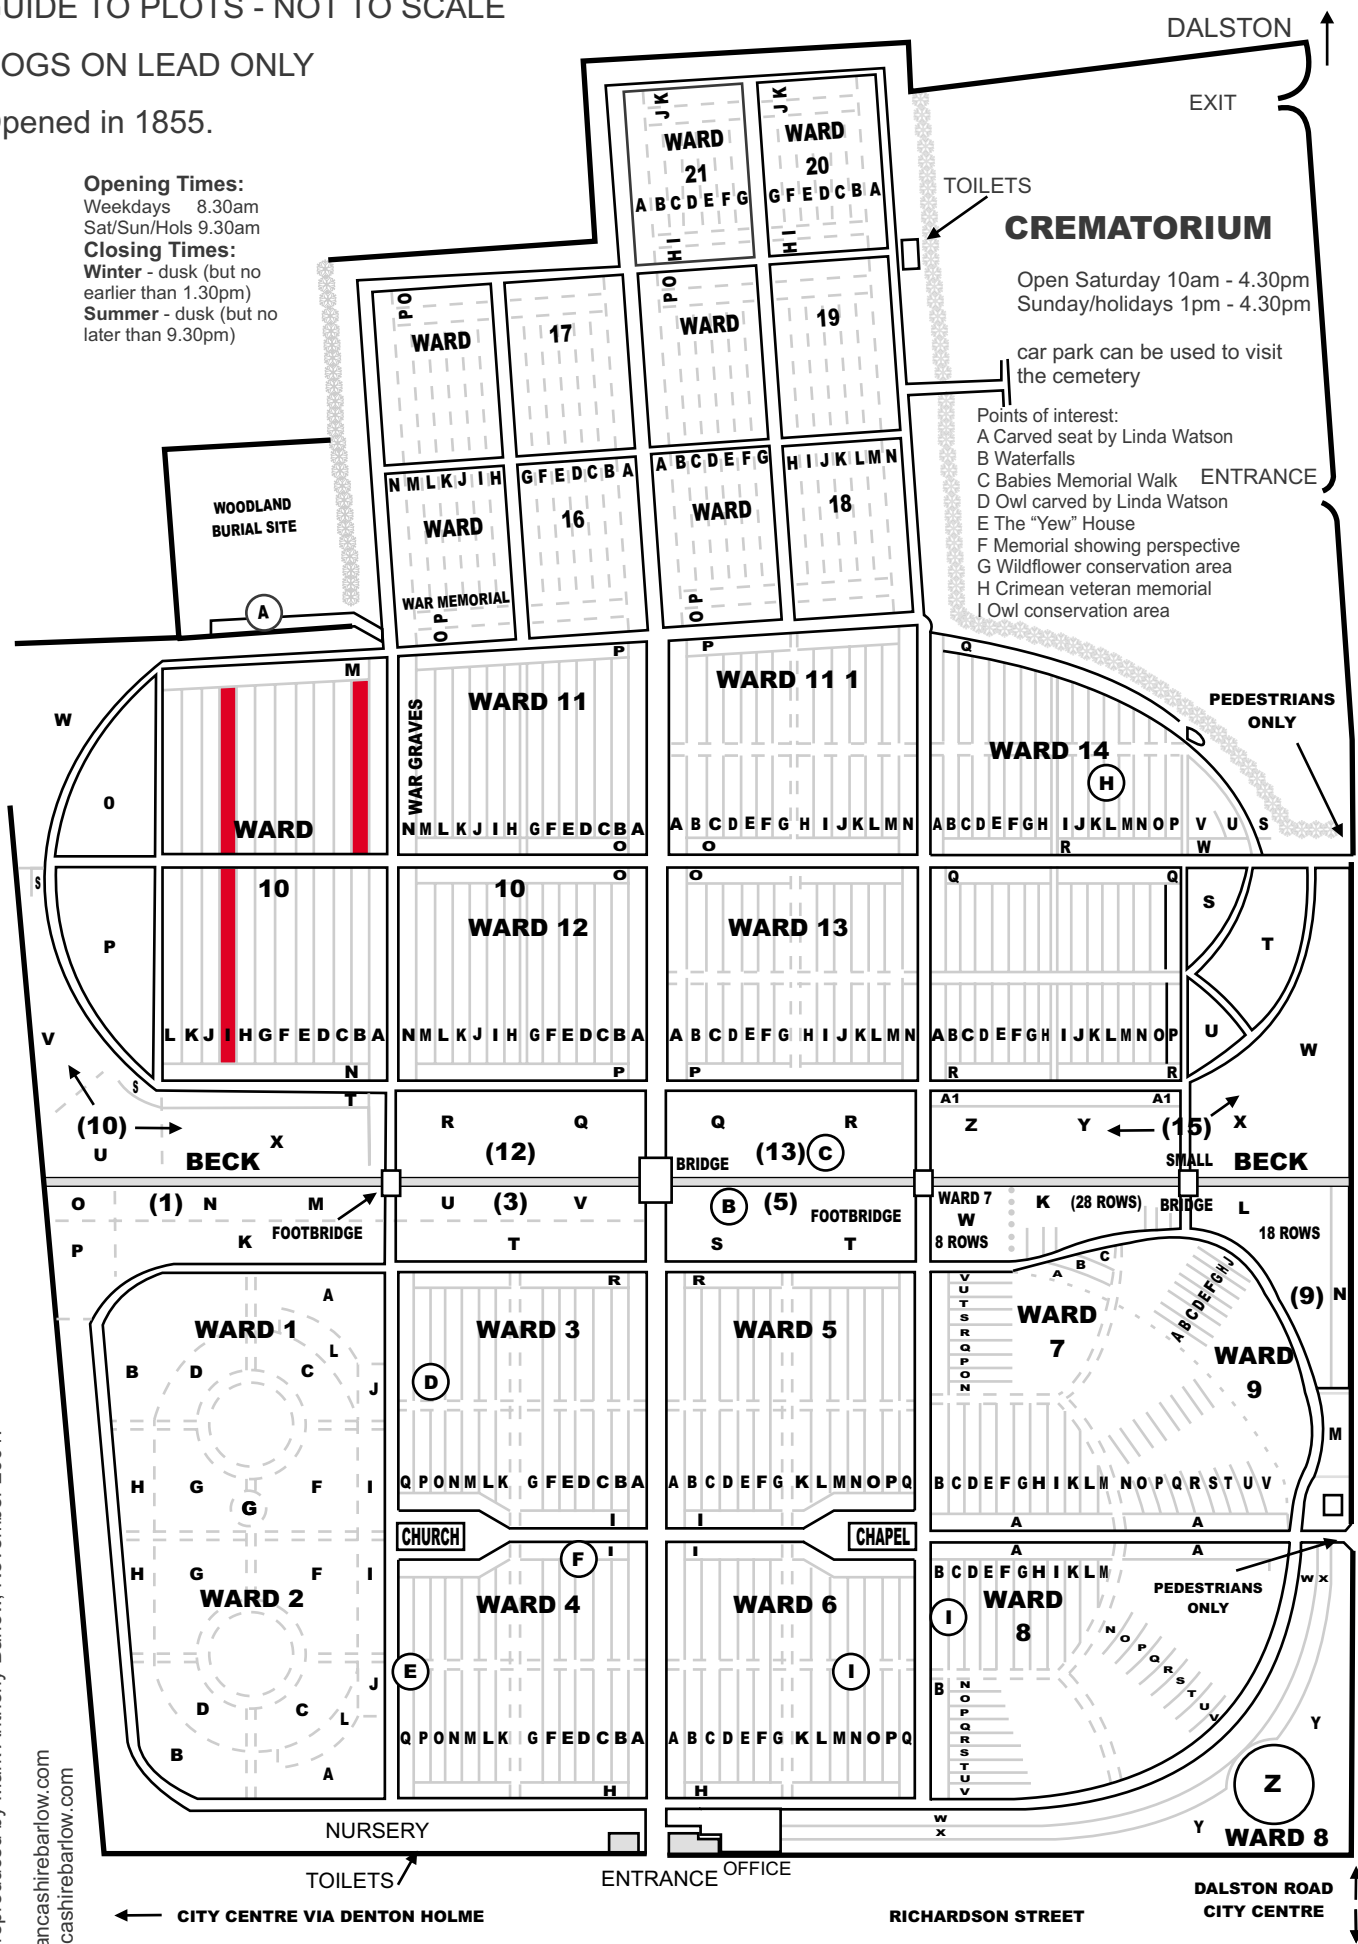 GUIDE TO PLOTS - NOT TO SCALE
OGS ON LEAD ONLY
pened in 1855.
Opening Times:
Weekdays 8.30am
Sat/Sun/Hols 9.30am
Closing Times:
Winter - dusk (but no
earlier than 1.30pm)
Summer - dusk (but no
later than 9.30pm)
DALSTON
EXIT
TOILETS
CREMATORIUM
Open Saturday 10am - 4.30pm
Sunday/holidays 1pm - 4.30pm
car park can be used to visit
the cemetery
Points of interest:
A Carved seat by Linda Watson
B Waterfalls
C Babies Memorial Walk
ENTRANCE
D Owl carved by Linda Watson
E The “Yew” House
F Memorial showing perspective
G Wildflower conservation area
H Crimean veteran memorial
I Owl conservation area
J K
WARD
21
A B C D E F G
H I
J K
WARD
20
G F E D C B A
H I
P O
WARD
17
P O
WARD
19
N M L K J I H
G F E D C B A
A B C D E F G
H I J K L M N
WARD
16
WARD
18
WAR MEMORIAL
O P
O P
WOODLAND
BURIAL SITE
A
M
P
P
Q
W
O
WARD
WAR GRAVES
WARD 11
WARD 11 1
WARD 14
H
PEDESTRIANS
ONLY
N M L K J I H G F E D C B A
A B C D E F G H I J K L M N
A B C D E F G H I J K L M N O P V U S
O
O
R
W
S
10
O
10
O
Q
Q
S
P
WARD 12
WARD 13
T
V
L K J I H G F E D C B A
N M L K J I H G F E D C B A
A B C D E F G H I J K L M N
A B C D E F G H I J K L M N O P
U
W
N
P
P
R
R
S
T
A1
A1
(10)
U
X
BECK
R
Q
(12)
Q
R
(13)
C
BRIDGE
Z
Y
(15)
X
SMALL
BECK
O
(1)
N
M
FOOTBRIDGE
U
(3)
V
B
(5)
FOOTBRIDGE
WARD 7
W
8 ROWS
K
(28 ROWS)
BRIDGE
L
18 ROWS
P
K
T
S
T
A
R
R
V
U
T
S
R
Q
P
O
N
A
B
C
A B C D E F G H J
(9)
N
WARD 1
WARD 3
WARD 5
WARD
7
WARD
9
B
D
C
L
J
D
M
H
G
F
I
G
Q P O N M L K G F E D C B A
A B C D E F G K L M N O P Q
B C D E F G H I K L M N O P Q R S T U V
I
I
A
A
CHURCH
CHAPEL
F
I
I
A
A
H
G
F
I
B C D E F G H I K L M
PEDESTRIANS
ONLY
W X
WARD 2
WARD 4
WARD 6
I
WARD
8
N O P Q R S T U V
E
I
J
B
N
O
P
Q
R
S
T
U
V
D
C
L
Y
B
Q P O N M L K G F E D C B A
A B C D E F G K L M N O P Q
A
H
H
Z
NURSERY
W
X
Y
WARD 8
TOILETS
ENTRANCE
OFFICE
CITY CENTRE VIA DENTON HOLME
RICHARDSON STREET
DALSTON ROAD
CITY CENTRE
ancashirebarlow.com
cashirebarlow.com